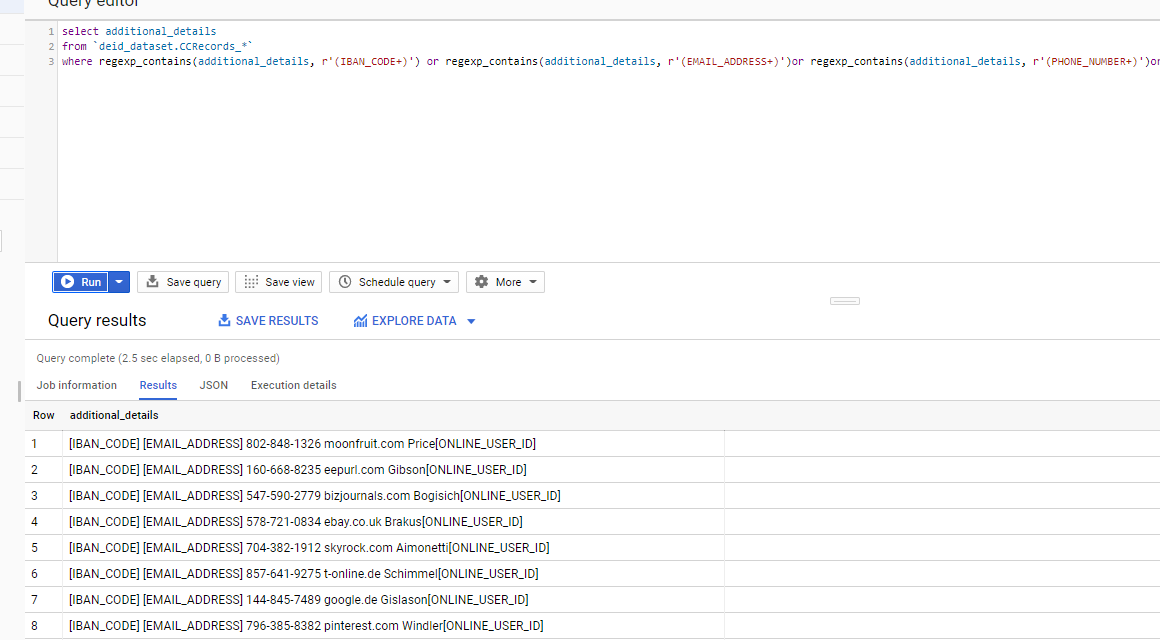 Query editor
1 select additional_details
2 from `deid_dataset.CCRecords_*`
3 where regexp_contains(additional_details, r'(IBAN_CODE+)') or regexp_contains(additional_details, r'(EMAIL_ADDRESS+)')or regexp_contains(additional_details, r'(PHONE_NUMBER+)')or
Run Save query Save view Schedule query More
Query results SAVE RESULTS EXPLORE DATA
Query complete (2.5 sec elapsed, 0 B processed)
Job information Results JSON Execution details
Row additional_details
1 [IBAN_CODE] [EMAIL_ADDRESS] 802-848-1326 moonfruit.com Price[ONLINE_USER_ID]
2 [IBAN_CODE] [EMAIL_ADDRESS] 160-668-8235 eepurl.com Gibson[ONLINE_USER_ID]
3 [IBAN_CODE] [EMAIL_ADDRESS] 547-590-2779 bizjournals.com Bogisich[ONLINE_USER_ID]
4 [IBAN_CODE] [EMAIL_ADDRESS] 578-721-0834 ebay.co.uk Brakus[ONLINE_USER_ID]
5 [IBAN_CODE] [EMAIL_ADDRESS] 704-382-1912 skyrock.com Aimonetti[ONLINE_USER_ID]
6 [IBAN_CODE] [EMAIL_ADDRESS] 857-641-9275 t-online.de Schimmel[ONLINE_USER_ID]
7 [IBAN_CODE] [EMAIL_ADDRESS] 144-845-7489 google.de Gislason[ONLINE_USER_ID]
8 [IBAN_CODE] [EMAIL_ADDRESS] 796-385-8382 pinterest.com Windler[ONLINE_USER_ID]